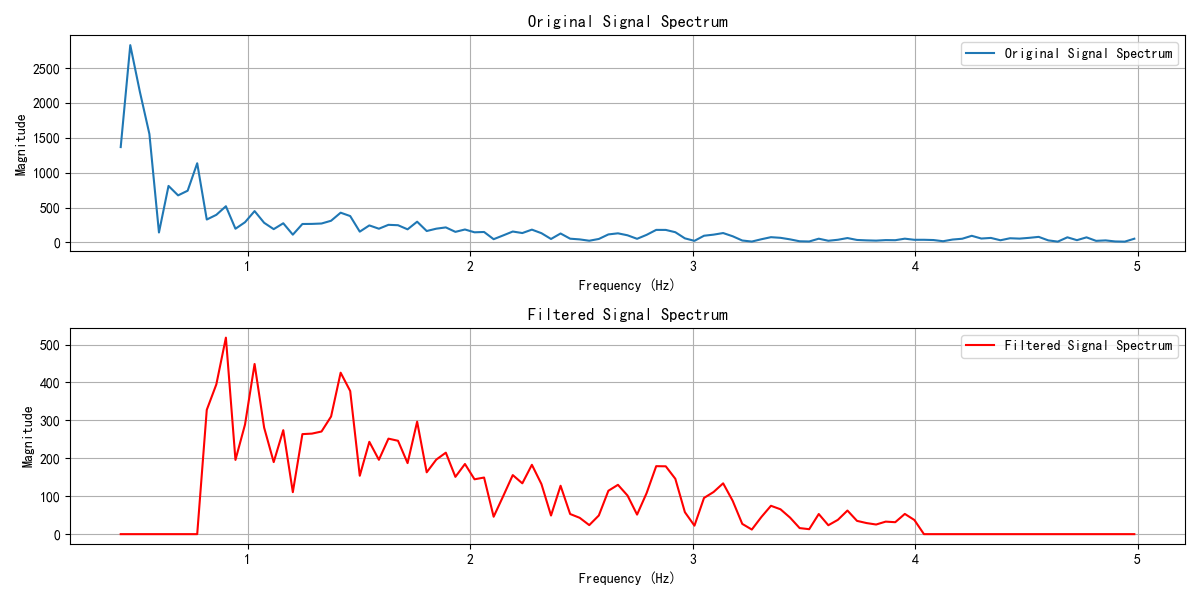 Original Signal Spectrum
Original Signal Spectrum
Magnitude
2500
2000
1500
1000
500
0
1 2 3 4 5
Frequency (Hz)
Filtered Signal Spectrum
Filtered Signal Spectrum
Magnitude
500
400
300
200
100
0
1 2 3 4 5
Frequency (Hz)